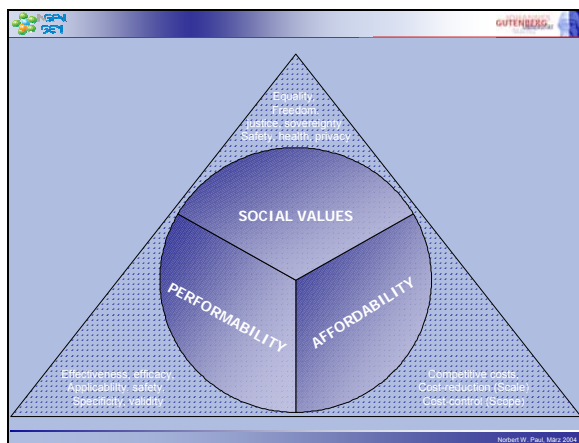 GUTENBERG
Equality
Freedom
justice, sovereignty
Safety, health, privacy
SOCIAL VALUES
PERFORMABILITY
AFFORDABILITY
Effectiveness, efficacy,
Applicability, safety,
Specificity, validity
Competitive costs,
Cost-reduction (Scale)
Cost-control (Scope)
Norbert W. Paul, März 2004